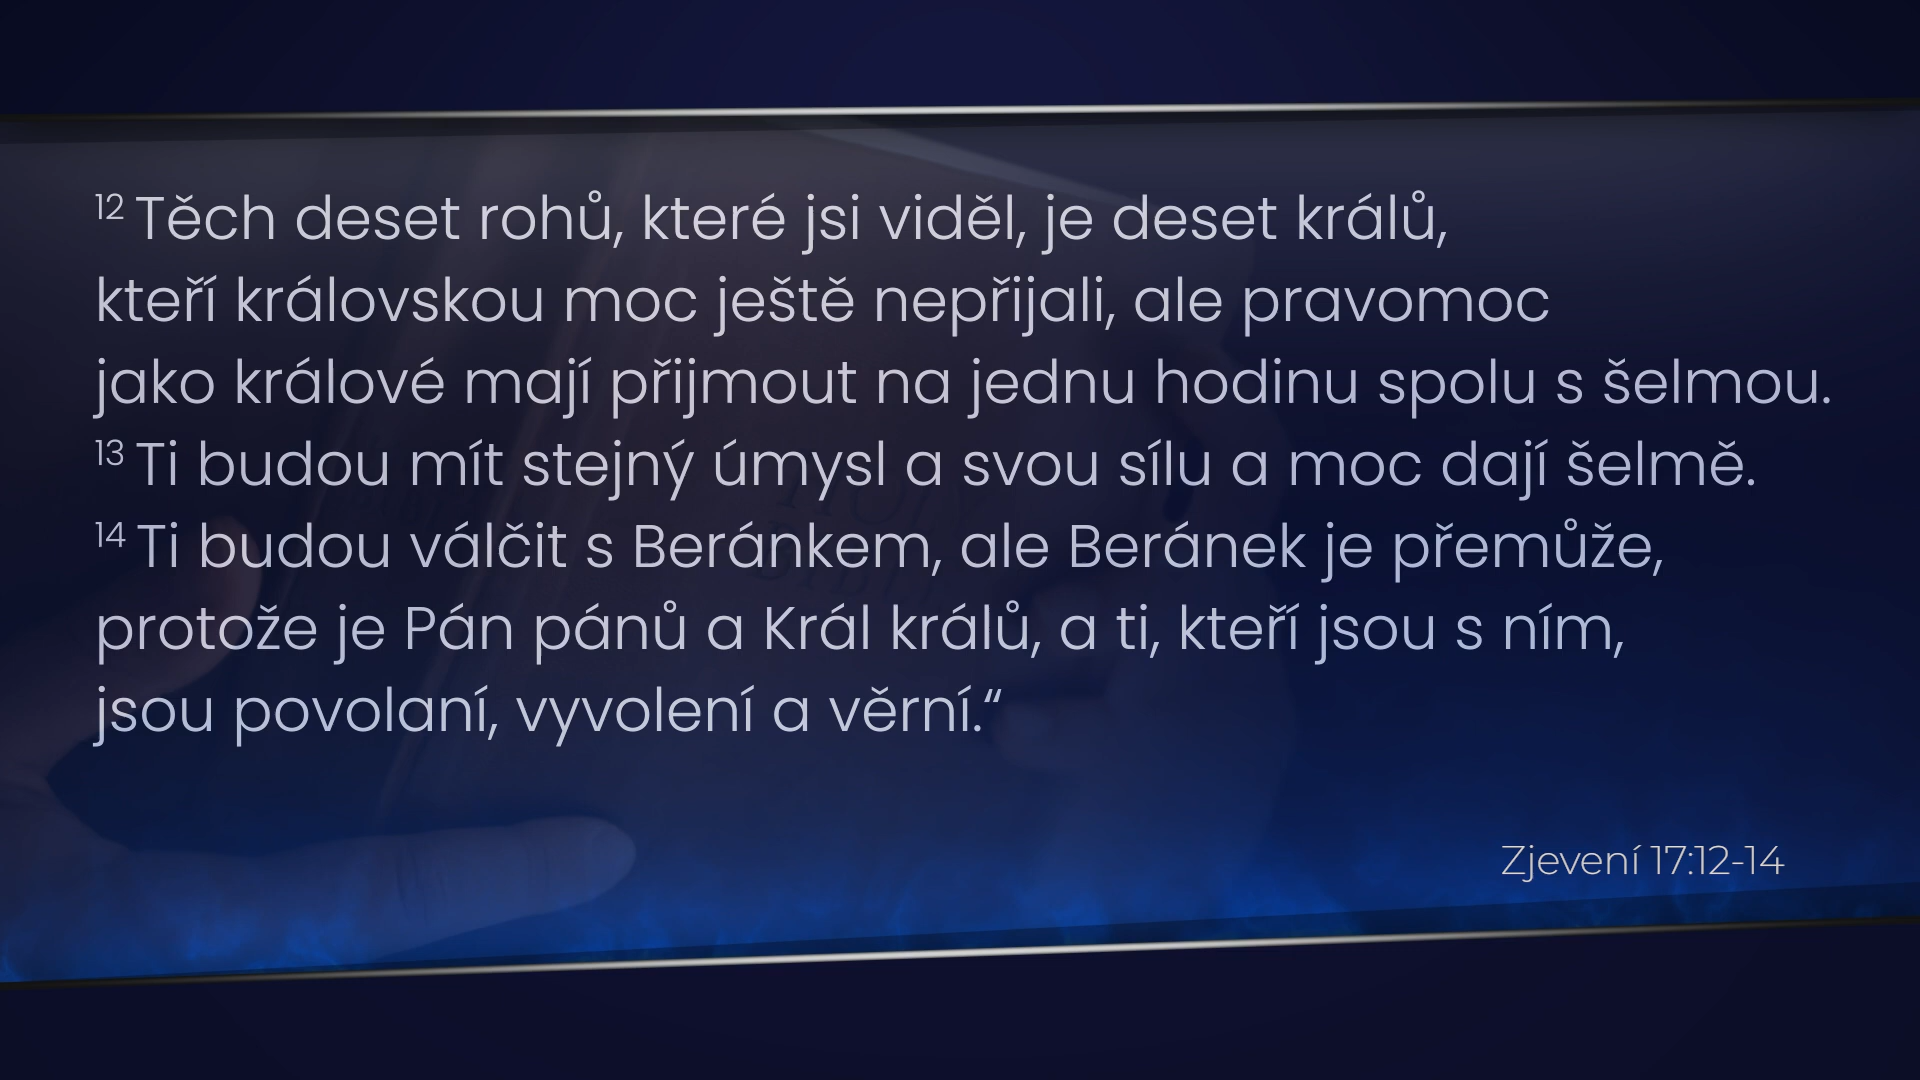 12 Těch deset rohů, které jsi viděl, je deset králů,
kteří královskou moc ještě nepřijali, ale pravomoc
jako králové mají přijmout na jednu hodinu spolu s šelmou.
13 Ti budou mít stejný úmysl a svou sílu a moc dají šelmě.
14 Ti budou válčit s Beránkem, ale Beránek je přemůže,
protože je Pán pánů a Král králů, a ti, kteří jsou s ním,
jsou povolaní, vyvolení a věrní.“
Zjevení 17:12-14
HOLY
BIBLE